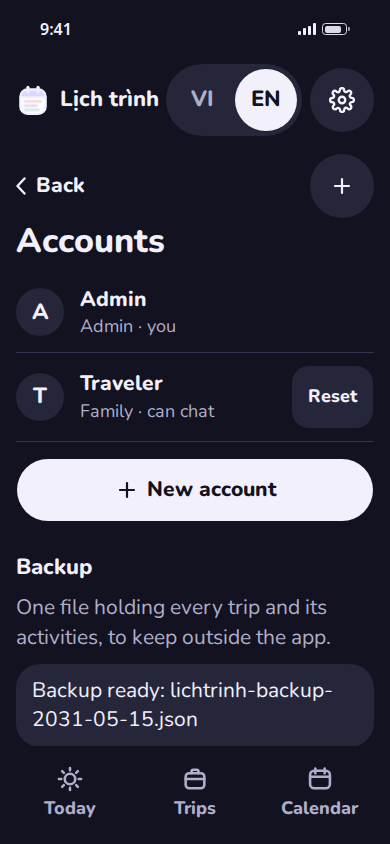 9:41
Lịch trình
VI
EN
Back
Accounts
A
Admin
Admin · you
T
Traveler
Family · can chat
Reset
New account
Backup
One file holding every trip and its
activities, to keep outside the app.
Backup ready: lichtrinh-backup-
2031-05-15.json
Today
Trips
Calendar